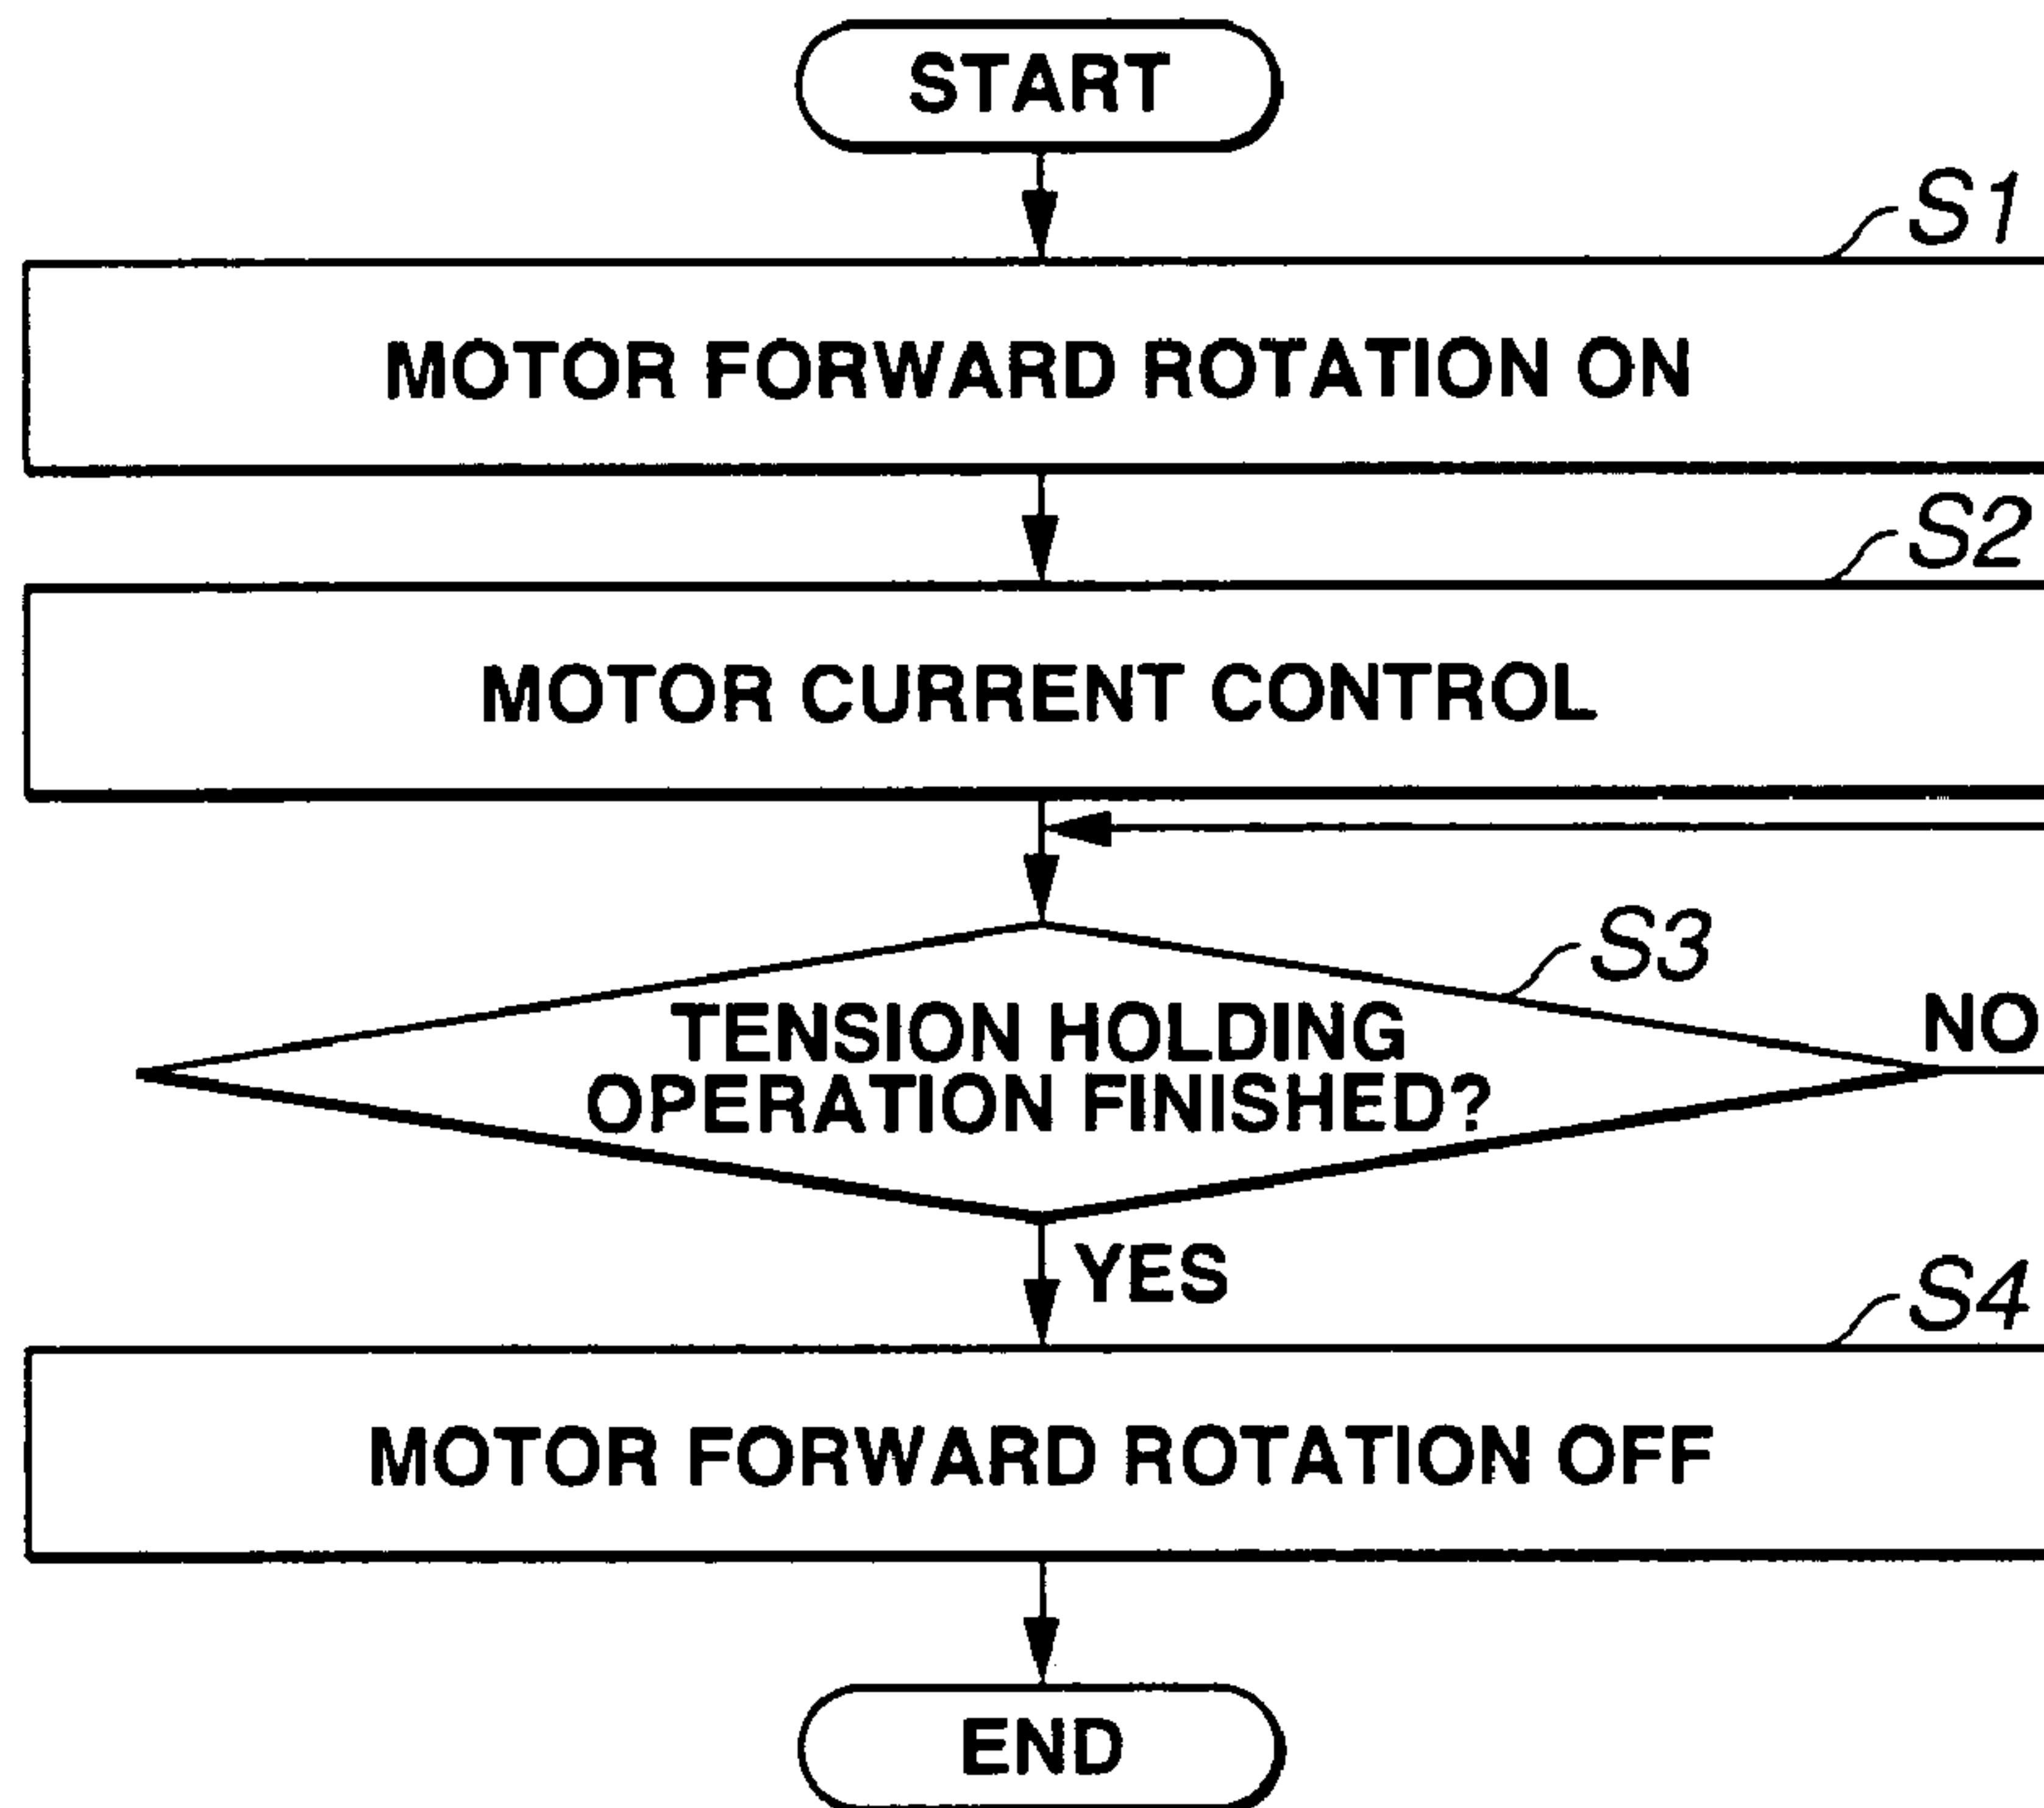 START
S1
MOTOR FORWARD ROTATION ON
S2
MOTOR CURRENT CONTROL
S3
TENSION HOLDING
OPERATION FINISHED?
NO
YES
S4
MOTOR FORWARD ROTATION OFF
END